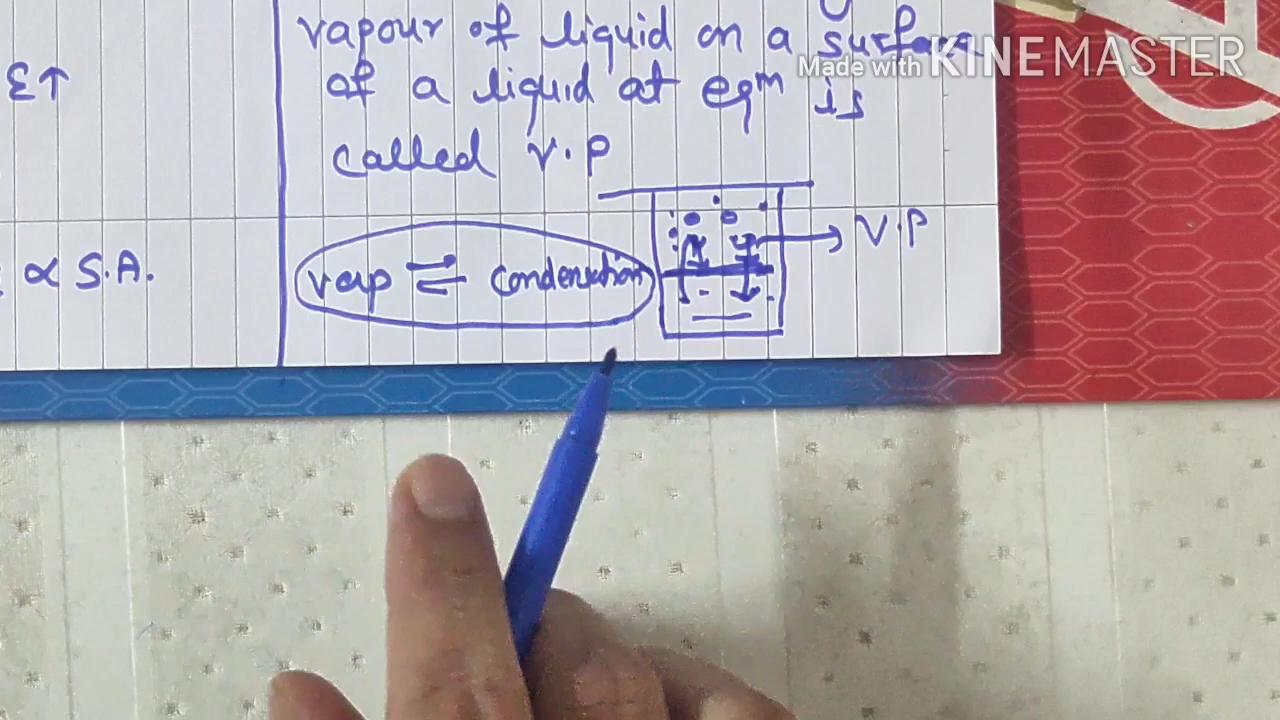 vapour of liquid on a surface
of a liquid at eqm is
called V.P
E↑
∝ S.A.
vap ⇌ condensation
V.P
Made with KINEMASTER